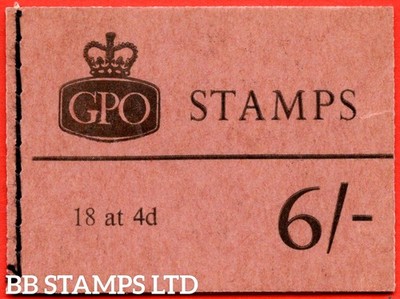 GPO STAMPS
18 at 4d 6/-
BB STAMPS LTD